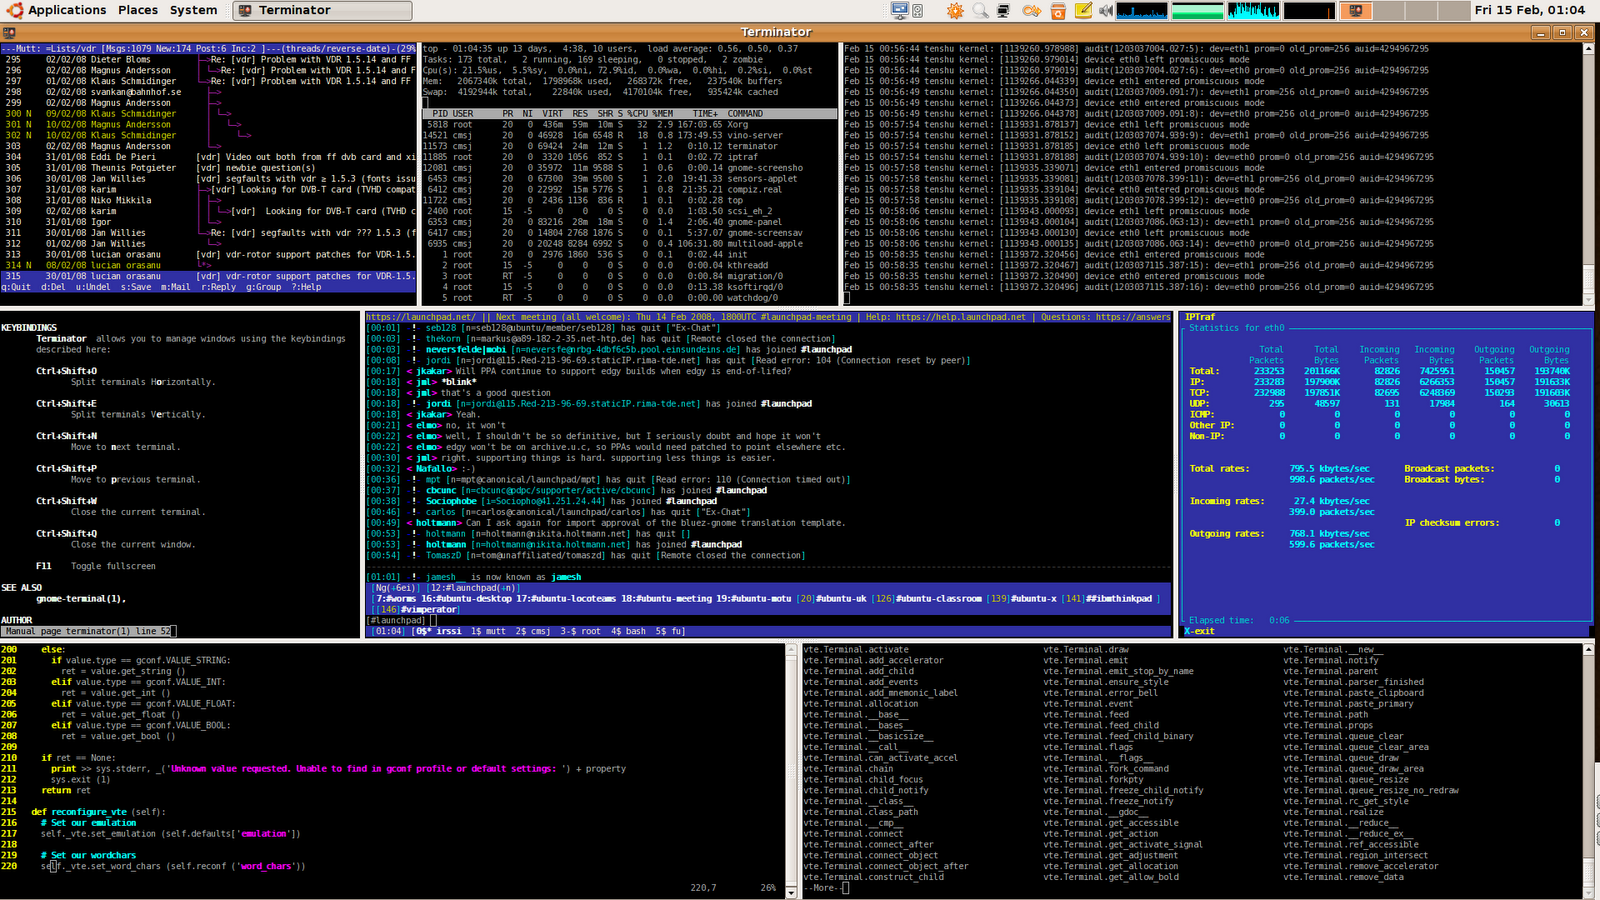 Applications Places System Terminator Fri 15 Feb, 01:04
Terminator
---Mutt: =Lists/vdr [Msgs:1079 New:174 Post:6 Inc:2 ]---(threads/reverse-date)-(29%
295 02/02/08 Dieter Bloms ├─>Re: [vdr] Problem with VDR 1.5.14 and FF
296 02/02/08 Magnus Andersson │ └─>Re: [vdr] Problem with VDR 1.5.14 and F
297 02/02/08 Klaus Schmidinger └─>Re: [vdr] Problem with VDR 1.5.14 and FF
298 02/02/08 svankan@bahnhof.se ├─>
299 02/02/08 Magnus Andersson ├─>
300 N 09/02/08 Klaus Schmidinger │ └─>
301 N 10/02/08 Magnus Andersson │ └─>
302 N 10/02/08 Klaus Schmidinger │ └─>
303 02/02/08 Magnus Andersson └─>
304 31/01/08 Eddi De Pieri [vdr] Video out both from ff dvb card and xi
305 31/01/08 Theunis Potgieter [vdr] newbie question(s)
306 30/01/08 Jan Willies [vdr] segfaults with vdr ≥ 1.5.3 (fonts issu
307 31/01/08 karim ├─>[vdr] Looking for DVB-T card (TVHD compat
308 31/01/08 Niko Mikkila │ ├─>
309 02/02/08 karim │ │ └─>[vdr]  Looking for DVB-T card (TVHD c
310 31/01/08 Igor │ └─>
311 30/01/08 Jan Willies └─>Re: [vdr] segfaults with vdr ??? 1.5.3 (f
312 01/02/08 Jan Willies └─>
313 30/01/08 lucian orasanu [vdr] vdr-rotor support patches for VDR-1.5.
314 N 08/02/08 lucian orasanu └*>
315 30/01/08 lucian orasanu [vdr] vdr-rotor support patches for VDR-1.5.
q:Quit d:Del u:Undel s:Save m:Mail r:Reply g:Group ?:Help
top - 01:04:35 up 13 days, 4:38, 10 users, load average: 0.56, 0.50, 0.37
Tasks: 173 total, 2 running, 169 sleeping, 0 stopped, 2 zombie
Cpu(s): 21.5%us, 5.5%sy, 0.0%ni, 72.9%id, 0.0%wa, 0.0%hi, 0.2%si, 0.0%st
Mem: 2067340k total, 1798968k used, 268372k free, 137540k buffers
Swap: 4192944k total, 22840k used, 4170104k free, 935424k cached
PID USER PR NI VIRT RES SHR S %CPU %MEM TIME+ COMMAND
5818 root 20 0 436m 59m 10m S 32 2.9 167:03.65 Xorg
14521 cmsj 20 0 46928 16m 6548 R 18 0.8 173:49.53 vino-server
11573 cmsj 20 0 69424 24m 12m S 1 1.2 0:10.12 terminator
11885 root 20 0 3320 1056 852 S 1 0.1 0:02.72 iptraf
12081 cmsj 20 0 35972 11m 9588 S 1 0.6 0:00.14 gnome-screensho
6453 cmsj 20 0 67300 39m 9500 S 1 2.0 19:41.33 sensors-applet
6412 cmsj 20 0 22992 15m 5776 S 1 0.8 21:35.21 compiz.real
11722 cmsj 20 0 2436 1136 836 R 1 0.1 0:02.28 top
2400 root 15 -5 0 0 0 S 0 0.0 1:03.50 scsi_eh_2
6353 cmsj 20 0 83216 28m 18m S 0 1.4 2:06.40 gnome-panel
6417 cmsj 20 0 14804 2768 1876 S 0 0.1 5:37.07 gnome-screensav
6935 cmsj 20 0 20248 8284 6992 S 0 0.4 106:31.80 multiload-apple
1 root 20 0 2976 1860 536 S 0 0.1 0:02.44 init
2 root 15 -5 0 0 0 S 0 0.0 0:00.04 kthreadd
3 root RT -5 0 0 0 S 0 0.0 0:00.84 migration/0
4 root 15 -5 0 0 0 S 0 0.0 0:13.38 ksoftirqd/0
5 root RT -5 0 0 0 S 0 0.0 0:00.00 watchdog/0
Feb 15 00:56:44 tenshu kernel: [1139260.978988] audit(1203037004.027:5): dev=eth1 prom=0 old_prom=256 auid=4294967295
Feb 15 00:56:44 tenshu kernel: [1139260.979014] device eth0 left promiscuous mode
Feb 15 00:56:44 tenshu kernel: [1139260.979019] audit(1203037004.027:6): dev=eth0 prom=0 old_prom=256 auid=4294967295
Feb 15 00:56:49 tenshu kernel: [1139266.044339] device eth1 entered promiscuous mode
Feb 15 00:56:49 tenshu kernel: [1139266.044350] audit(1203037009.091:7): dev=eth1 prom=256 old_prom=0 auid=4294967295
Feb 15 00:56:49 tenshu kernel: [1139266.044373] device eth0 entered promiscuous mode
Feb 15 00:56:49 tenshu kernel: [1139266.044378] audit(1203037009.091:8): dev=eth0 prom=256 old_prom=0 auid=4294967295
Feb 15 00:57:54 tenshu kernel: [1139331.878137] device eth1 left promiscuous mode
Feb 15 00:57:54 tenshu kernel: [1139331.878152] audit(1203037074.939:9): dev=eth1 prom=0 old_prom=256 auid=4294967295
Feb 15 00:57:54 tenshu kernel: [1139331.878185] device eth0 left promiscuous mode
Feb 15 00:57:54 tenshu kernel: [1139331.878188] audit(1203037074.939:10): dev=eth0 prom=0 old_prom=256 auid=4294967295
Feb 15 00:57:58 tenshu kernel: [1139335.339072] device eth1 entered promiscuous mode
Feb 15 00:57:58 tenshu kernel: [1139335.339081] audit(1203037078.399:11): dev=eth1 prom=256 old_prom=0 auid=4294967295
Feb 15 00:57:58 tenshu kernel: [1139335.339103] device eth0 entered promiscuous mode
Feb 15 00:57:58 tenshu kernel: [1139335.339108] audit(1203037078.399:12): dev=eth0 prom=256 old_prom=0 auid=4294967295
Feb 15 00:58:06 tenshu kernel: [1139343.000093] device eth1 left promiscuous mode
Feb 15 00:58:06 tenshu kernel: [1139343.000104] audit(1203037086.063:13): dev=eth1 prom=0 old_prom=256 auid=4294967295
Feb 15 00:58:06 tenshu kernel: [1139343.000130] device eth0 left promiscuous mode
Feb 15 00:58:06 tenshu kernel: [1139343.000134] audit(1203037086.063:14): dev=eth0 prom=0 old_prom=256 auid=4294967295
Feb 15 00:58:35 tenshu kernel: [1139372.320456] device eth1 entered promiscuous mode
Feb 15 00:58:35 tenshu kernel: [1139372.320467] audit(1203037115.387:15): dev=eth1 prom=256 old_prom=0 auid=4294967295
Feb 15 00:58:35 tenshu kernel: [1139372.320490] device eth0 entered promiscuous mode
Feb 15 00:58:35 tenshu kernel: [1139372.320496] audit(1203037115.387:16): dev=eth0 prom=256 old_prom=0 auid=4294967295
KEYBINDINGS
Terminator allows you to manage windows using the keybindings
described here:
Ctrl+Shift+O
Split terminals Horizontally.
Ctrl+Shift+E
Split terminals Vertically.
Ctrl+Shift+N
Move to next terminal.
Ctrl+Shift+P
Move to previous terminal.
Ctrl+Shift+W
Close the current terminal.
Ctrl+Shift+Q
Close the current window.
F11 Toggle fullscreen
SEE ALSO
gnome-terminal(1),
AUTHOR
Manual page terminator(1) line 52
https://launchpad.net/ || Next meeting (all welcome): Thu 14 Feb 2008, 1800UTC #launchpad-meeting | Help: https://help.launchpad.net | Questions: https://answers
[00:01] -!- seb128 [n=seb128@ubuntu/member/seb128] has quit ["Ex-Chat"]
[00:03] -!- thekorn [n=markus@a89-182-2-35.net-htp.de] has quit [Remote closed the connection]
[00:03] -!- neversfelde|mobi [n=neversfe@nrbg-4dbf6c5b.pool.einsundeins.de] has joined #launchpad
[00:08] -!- jordi [n=jordi@115.Red-213-96-69.staticIP.rima-tde.net] has quit [Read error: 104 (Connection reset by peer)]
[00:17] < jkakar> Will PPA continue to support edgy builds when edgy is end-of-lifed?
[00:18] < jml> *blink*
[00:18] < jml> that's a good question
[00:18] -!- jordi [n=jordi@115.Red-213-96-69.staticIP.rima-tde.net] has joined #launchpad
[00:18] < jkakar> Yeah.
[00:21] < elmo> no, it won't
[00:22] < elmo> well, I shouldn't be so definitive, but I seriously doubt and hope it won't
[00:22] < elmo> edgy won't be on archive.u.c, so PPAs would need patched to point elsewhere etc.
[00:30] < jml> right. supporting things is hard. supporting less things is easier.
[00:32] < Nafallo> :-)
[00:36] -!- mpt [n=mpt@canonical/launchpad/mpt] has quit [Read error: 110 (Connection timed out)]
[00:37] -!- cbcunc [n=cbcunc@pdpc/supporter/active/cbcunc] has joined #launchpad
[00:38] -!- Sociophobe [n=Sociopho@41.251.24.44] has joined #launchpad
[00:46] -!- carlos [n=carlos@canonical/launchpad/carlos] has quit ["Ex-Chat"]
[00:49] < holtmann> Can I ask again for import approval of the bluez-gnome translation template.
[00:53] -!- holtmann [n=holtmann@nikita.holtmann.net] has quit []
[00:53] -!- holtmann [n=holtmann@nikita.holtmann.net] has joined #launchpad
[00:54] -!- TomaszD [n=tom@unaffiliated/tomaszd] has quit [Remote closed the connection]
[01:01] -!- jamesh__ is now known as jamesh
[Ng(+6ei)] [12:#launchpad(+n)]
[7:#worms 16:#ubuntu-desktop 17:#ubuntu-locoteams 18:#ubuntu-meeting 19:#ubuntu-motu [20]#ubuntu-uk [126]#ubuntu-classroom [139]#ubuntu-x [141]##ibmthinkpad ]
[[146]#vimperator]
[#launchpad]
[01:04] [0$* irssi 1$ mutt 2$ cmsj 3-$ root 4$ bash 5$ fu]
IPTraf
Statistics for eth0
Total Total Incoming Incoming Outgoing Outgoing
Packets Bytes Packets Bytes Packets Bytes
Total: 233253 201166K 82826 7425951 150457 193740K
IP: 233283 197900K 82826 6266353 150457 191633K
TCP: 232988 197851K 82695 6248369 150293 191603K
UDP: 295 48597 131 17984 164 30613
ICMP: 0 0 0 0 0 0
Other IP: 0 0 0 0 0 0
Non-IP: 0 0 0 0 0 0
Total rates: 795.5 kbytes/sec Broadcast packets: 0
998.6 packets/sec Broadcast bytes: 0
Incoming rates: 27.4 kbytes/sec
399.0 packets/sec
IP checksum errors: 0
Outgoing rates: 768.1 kbytes/sec
599.6 packets/sec
Elapsed time: 0:06
X-exit
200 else:
201 if value.type == gconf.VALUE_STRING:
202 ret = value.get_string ()
203 elif value.type == gconf.VALUE_INT:
204 ret = value.get_int ()
205 elif value.type == gconf.VALUE_FLOAT:
206 ret = value.get_float ()
207 elif value.type == gconf.VALUE_BOOL:
208 ret = value.get_bool ()
209
210 if ret == None:
211 print >> sys.stderr, _('Unknown value requested. Unable to find in gconf profile or default settings: ') + property
212 sys.exit (1)
213 return ret
214
215 def reconfigure_vte (self):
216 # Set our emulation
217 self._vte.set_emulation (self.defaults['emulation'])
218
219 # Set our wordchars
220 self._vte.set_word_chars (self.reconf ('word_chars'))
220,7 26%
vte.Terminal.activate vte.Terminal.draw vte.Terminal.__new__
vte.Terminal.add_accelerator vte.Terminal.emit vte.Terminal.notify
vte.Terminal.add_child vte.Terminal.emit_stop_by_name vte.Terminal.parent
vte.Terminal.add_events vte.Terminal.ensure_style vte.Terminal.parser_finished
vte.Terminal.add_mnemonic_label vte.Terminal.error_bell vte.Terminal.paste_clipboard
vte.Terminal.allocation vte.Terminal.event vte.Terminal.paste_primary
vte.Terminal.__base__ vte.Terminal.feed vte.Terminal.path
vte.Terminal.__bases__ vte.Terminal.feed_child vte.Terminal.props
vte.Terminal.__basicsize__ vte.Terminal.feed_child_binary vte.Terminal.queue_clear
vte.Terminal.__call__ vte.Terminal.flags vte.Terminal.queue_clear_area
vte.Terminal.can_activate_accel vte.Terminal.__flags__ vte.Terminal.queue_draw
vte.Terminal.chain vte.Terminal.fork_command vte.Terminal.queue_draw_area
vte.Terminal.child_focus vte.Terminal.forkpty vte.Terminal.queue_resize
vte.Terminal.child_notify vte.Terminal.freeze_child_notify vte.Terminal.queue_resize_no_redraw
vte.Terminal.__class__ vte.Terminal.freeze_notify vte.Terminal.rc_get_style
vte.Terminal.class_path vte.Terminal.__gdoc__ vte.Terminal.realize
vte.Terminal.__cmp__ vte.Terminal.get_accessible vte.Terminal.__reduce__
vte.Terminal.connect vte.Terminal.get_action vte.Terminal.__reduce_ex__
vte.Terminal.connect_after vte.Terminal.get_activate_signal vte.Terminal.ref_accessible
vte.Terminal.connect_object vte.Terminal.get_adjustment vte.Terminal.region_intersect
vte.Terminal.connect_object_after vte.Terminal.get_allocation vte.Terminal.remove_accelerator
vte.Terminal.construct_child vte.Terminal.get_allow_bold vte.Terminal.remove_data
--More--